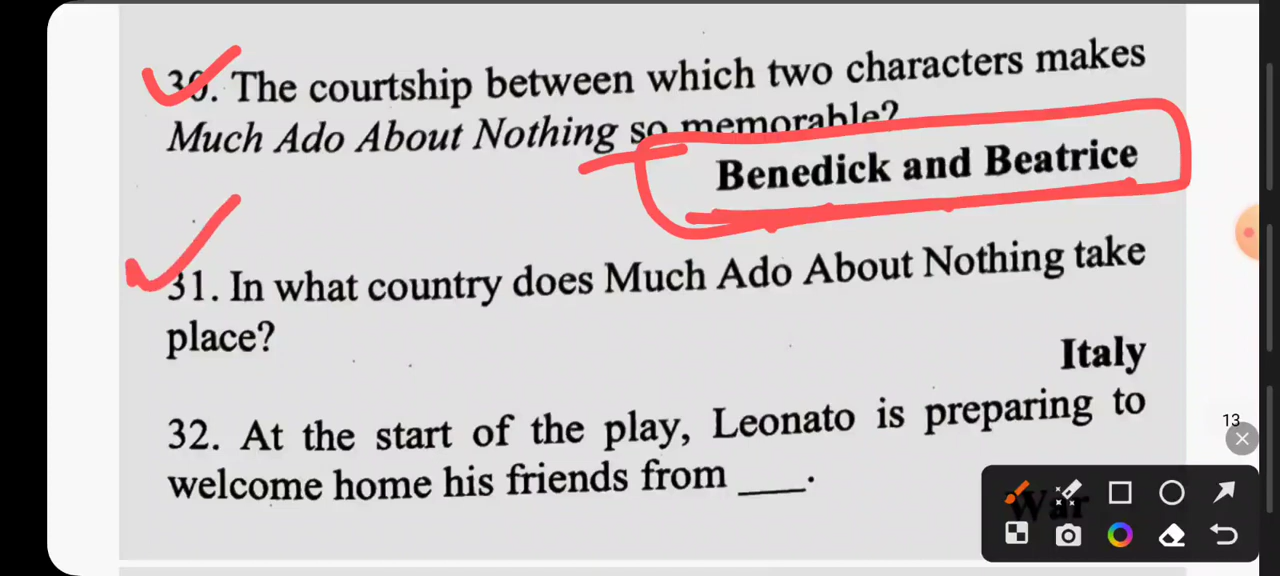 30. The courtship between which two characters makes
Much Ado About Nothing so memorable?
Benedick and Beatrice
31. In what country does Much Ado About Nothing take
place?
Italy
32. At the start of the play, Leonato is preparing to
welcome home his friends from ____.
War
13